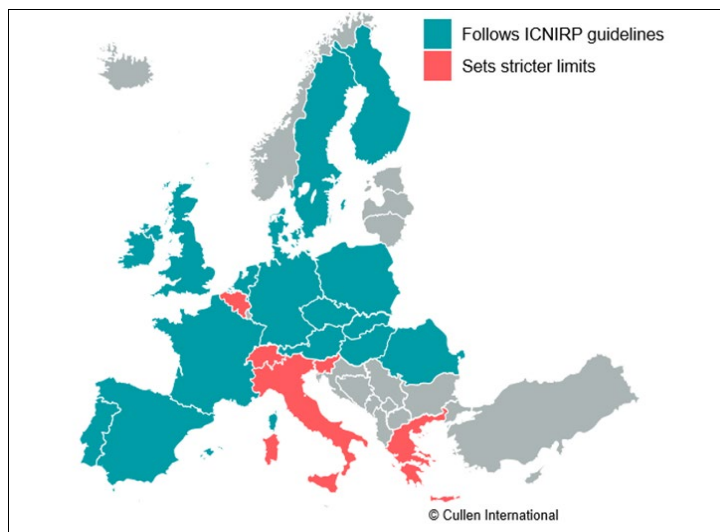 Follows ICNIRP guidelines
Sets stricter limits
© Cullen International